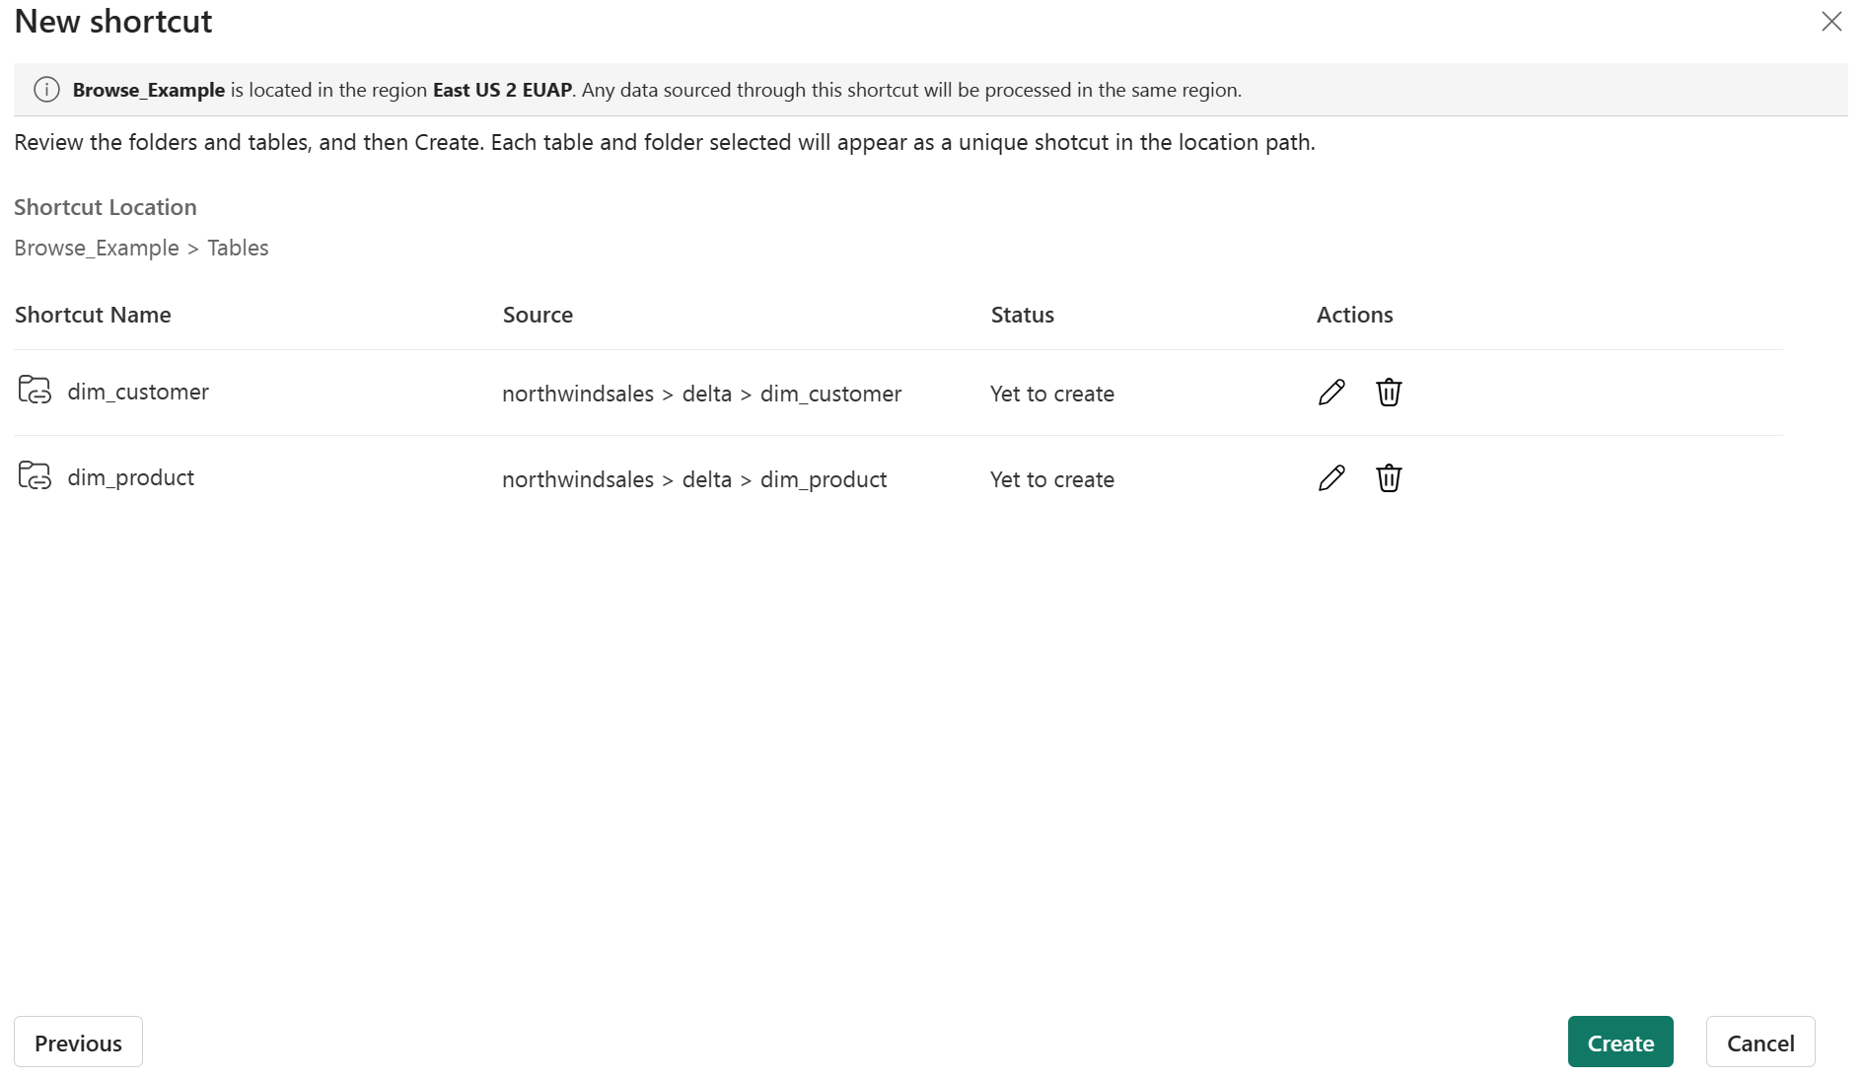 New shortcut
Browse_Example is located in the region East US 2 EUAP. Any data sourced through this shortcut will be processed in the same region.
Review the folders and tables, and then Create. Each table and folder selected will appear as a unique shotcut in the location path.
Shortcut Location
Browse_Example > Tables
Shortcut Name Source Status Actions
dim_customer northwindsales > delta > dim_customer Yet to create
dim_product northwindsales > delta > dim_product Yet to create
Previous Create Cancel